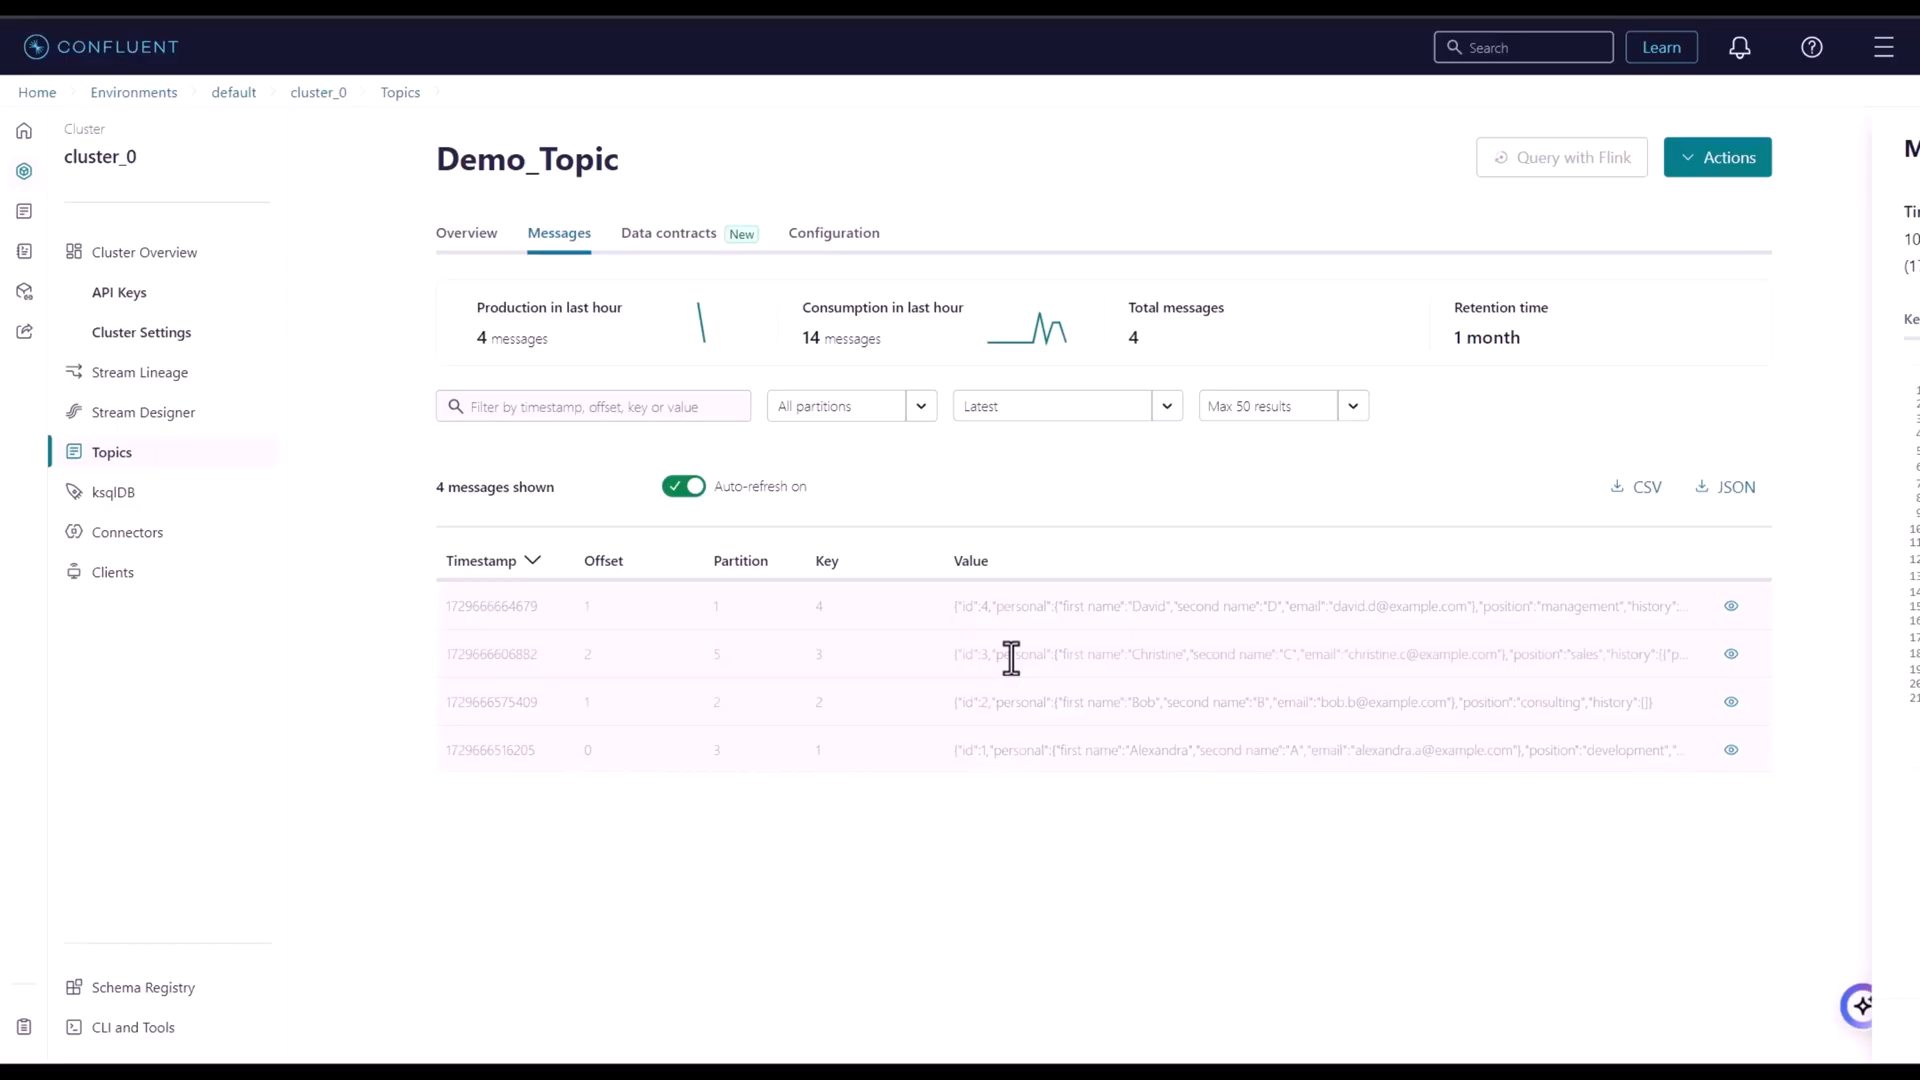 CONFLUENT
Search
Learn
Home
Environments
default
cluster_0
Topics
Cluster
cluster_0
Cluster Overview
API Keys
Cluster Settings
Stream Lineage
Stream Designer
Topics
ksqlDB
Connectors
Clients
Schema Registry
CLI and Tools
Demo_Topic
Query with Flink
Actions
Overview
Messages
Data contracts New
Configuration
Production in last hour
4 messages
Consumption in last hour
14 messages
Total messages
4
Retention time
1 month
Filter by timestamp, offset, key or value
All partitions
Latest
Max 50 results
4 messages shown
Auto-refresh on
CSV
JSON
Timestamp Offset Partition Key Value
1729666664679 1 1 4 {"id":4,"personal":{"first name":"David","second name":"D","email":"david.d@example.com"},"position":"management","history":...
1729666606882 2 5 3 {"id":3,"personal":{"first name":"Christine","second name":"C","email":"christine.c@example.com"},"position":"sales","history":[{"p...
1729666575409 1 2 2 {"id":2,"personal":{"first name":"Bob","second name":"B","email":"bob.b@example.com"},"position":"consulting","history":[]}
1729666516205 0 3 1 {"id":1,"personal":{"first name":"Alexandra","second name":"A","email":"alexandra.a@example.com"},"position":"development","...